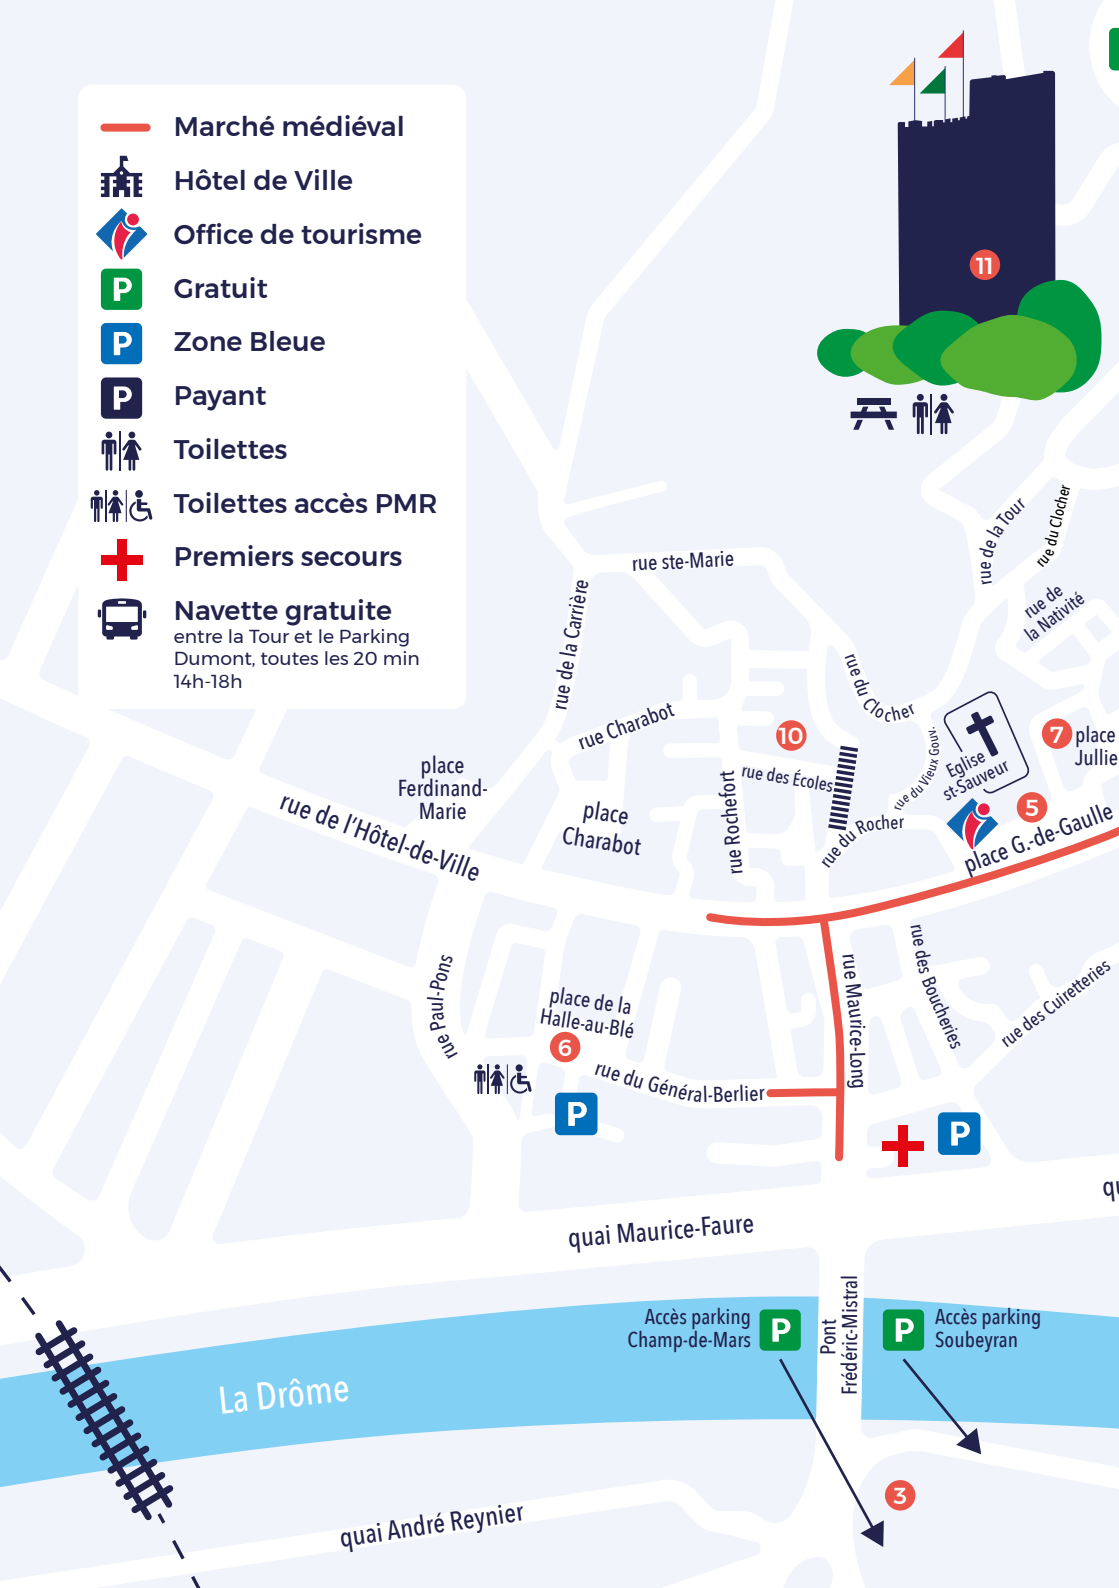 Marché médiéval
Hôtel de Ville
Office de tourisme
P Gratuit
P Zone Bleue
P Payant
Toilettes
Toilettes accès PMR
Premiers secours
Navette gratuite
entre la Tour et le Parking
Dumont, toutes les 20 min
14h-18h
11
rue de la Tour
rue du Clocher
rue ste-Marie
rue de
la Nativité
rue de la Carrière
rue du Clocher
rue Charabot
10
7
place
Jullie
rue du Vieux Gouv.
Eglise
st-Sauveur
place
Ferdinand-
Marie
rue des Écoles
rue Rochefort
5
place
Charabot
rue du Rocher
place G.-de-Gaulle
rue de l'Hôtel-de-Ville
rue Paul-Pons
rue Maurice-Long
rue des Boucheries
rue des Cuiretteries
place de la
Halle-au-Blé
6
rue du Général-Berlier
P
P
qu
quai Maurice-Faure
Accès parking
Champ-de-Mars
P
Pont
Frédéric-Mistral
P
Accès parking
Soubeyran
La Drôme
3
quai André Reynier